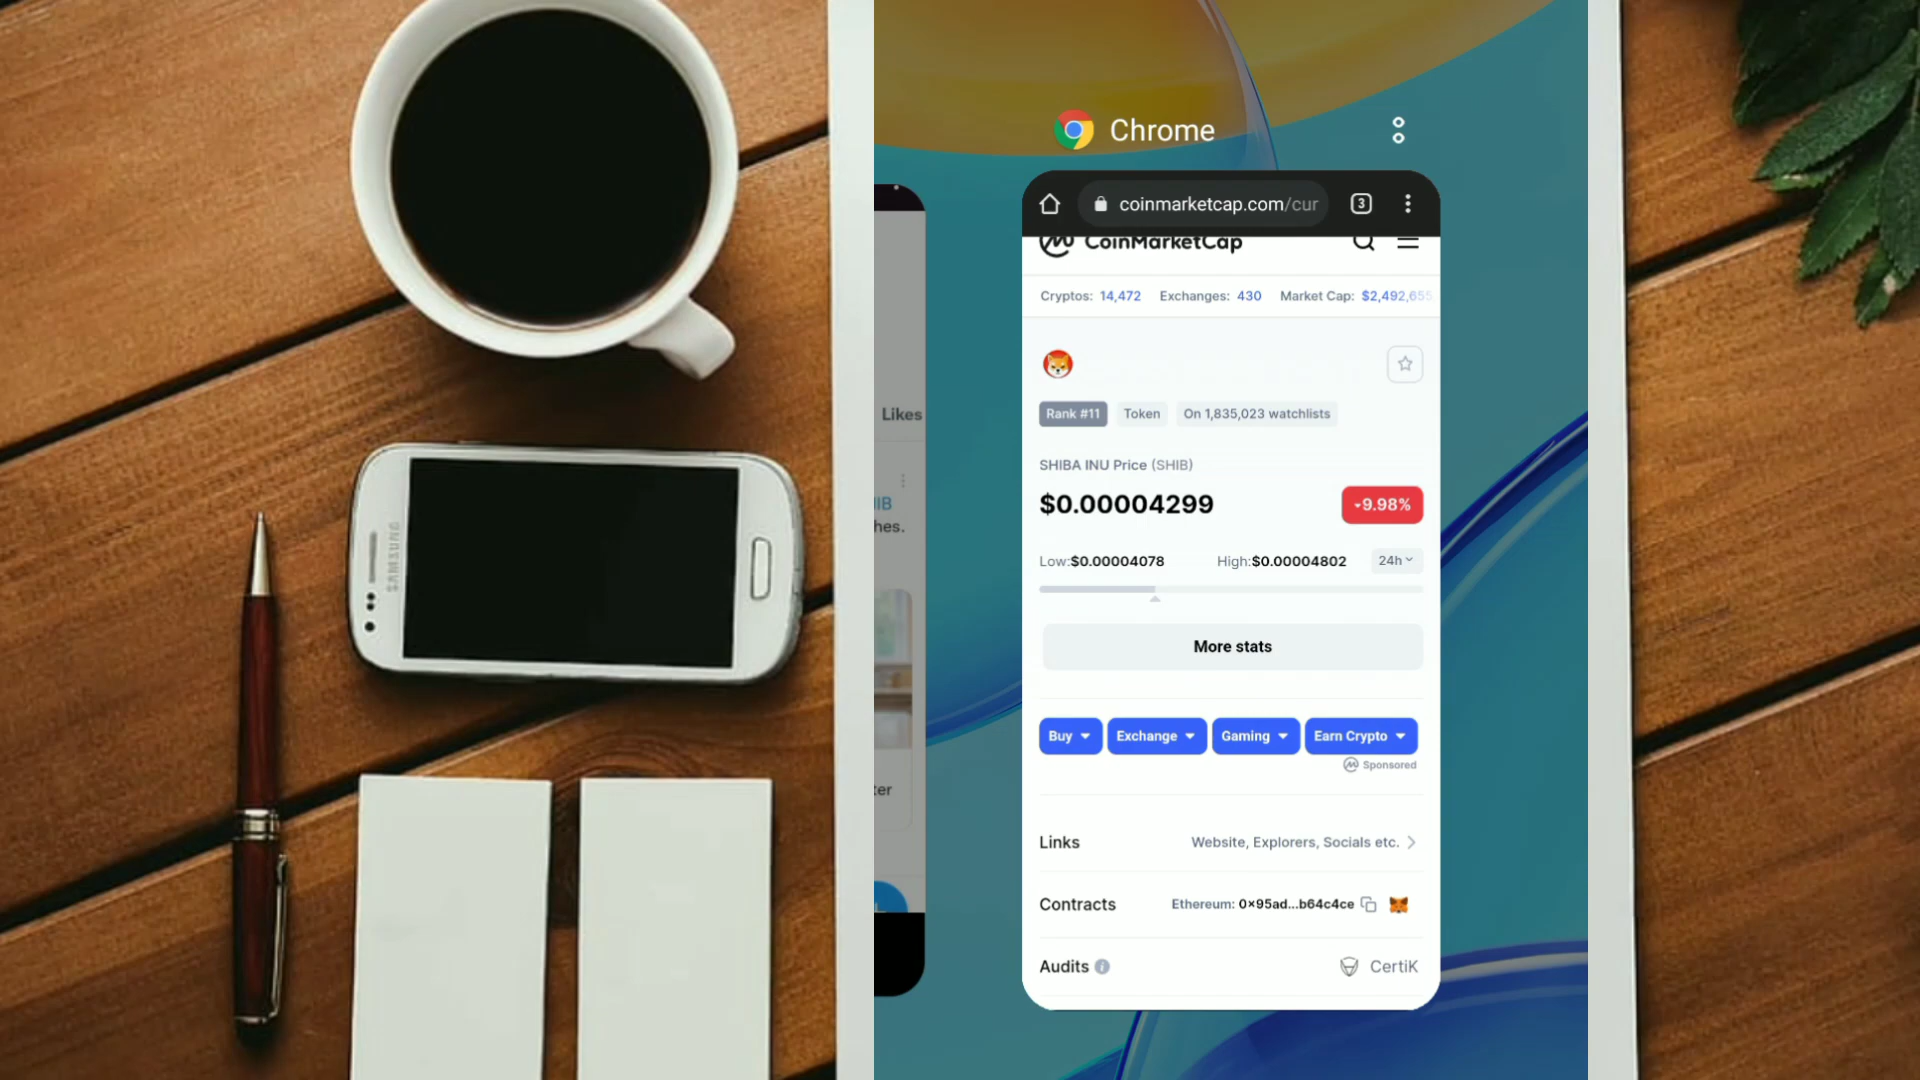 SAMSUNG
Chrome
coinmarketcap.com/cur
3
CoinMarketCap
Cryptos: 14,472 Exchanges: 430 Market Cap: $2,492,655
Likes
Rank #11 Token On 1,835,023 watchlists
SHIBA INU Price (SHIB)
$0.00004299
9.98%
IB
hes.
Low:$0.00004078 High:$0.00004802 24h
More stats
Buy Exchange Gaming Earn Crypto
Sponsored
ter
Links Website, Explorers, Socials etc.
Contracts Ethereum: 0x95ad...b64c4ce
Audits CertiK